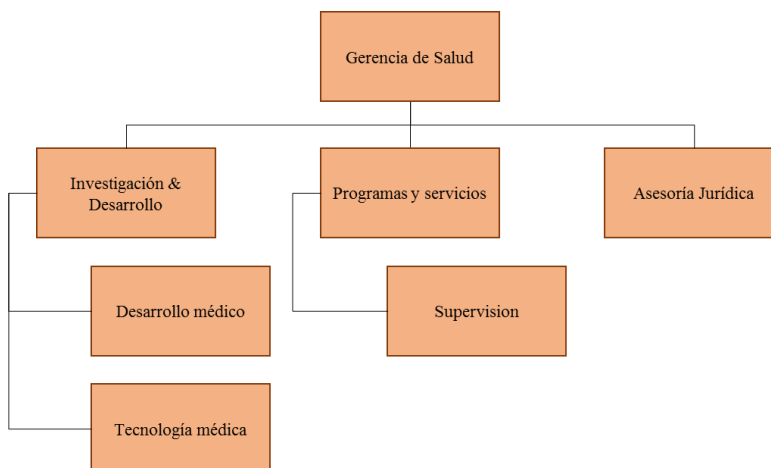 Gerencia de Salud
Investigación &
Desarrollo
Programas y servicios
Asesoría Jurídica
Desarrollo médico
Supervision
Tecnología médica